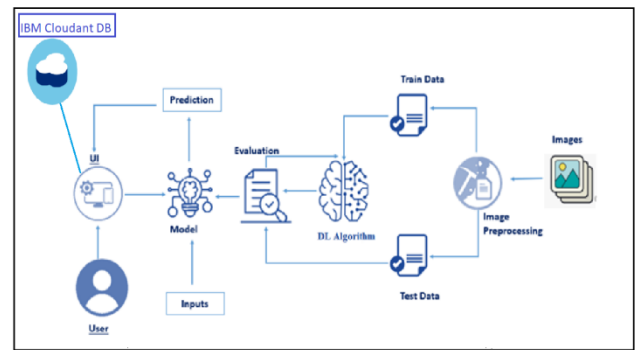 IBM Cloudant DB
Train Data
Prediction
Images
Evaluation
UI
Model
DL Algorithm
Image
Preprocessing
Inputs
Test Data
User